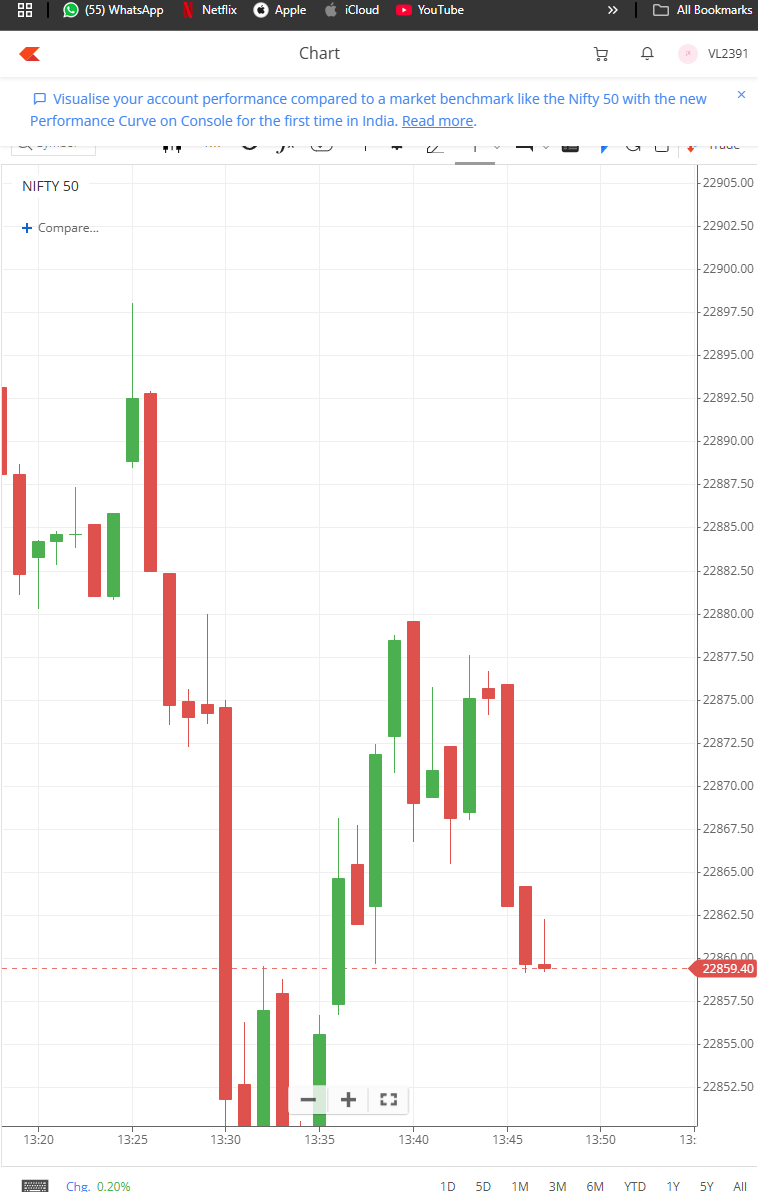 (55) WhatsApp Netflix Apple iCloud YouTube » All Bookmarks
Chart VL2391
Visualise your account performance compared to a market benchmark like the Nifty 50 with the new
Performance Curve on Console for the first time in India. Read more.
NIFTY 50
+ Compare...
22905.00
22902.50
22900.00
22897.50
22895.00
22892.50
22890.00
22887.50
22885.00
22882.50
22880.00
22877.50
22875.00
22872.50
22870.00
22867.50
22865.00
22862.50
22860.00
22859.40
22857.50
22855.00
22852.50
13:20 13:25 13:30 13:35 13:40 13:45 13:50 13:
Chg. 0.20% 1D 5D 1M 3M 6M YTD 1Y 5Y All